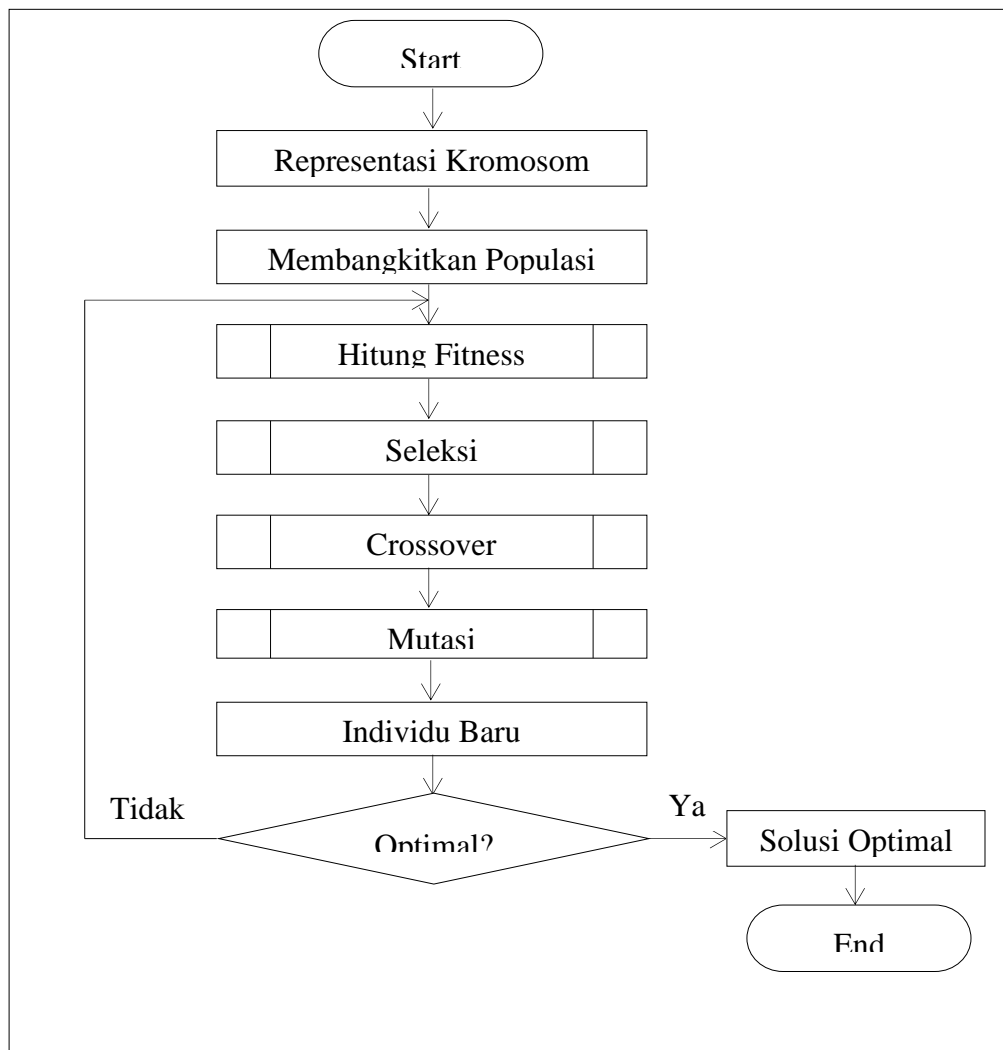 Start
Representasi Kromosom
Membangkitkan Populasi
Hitung Fitness
Seleksi
Crossover
Mutasi
Individu Baru
Tidak
Optimal?
Ya
Solusi Optimal
End